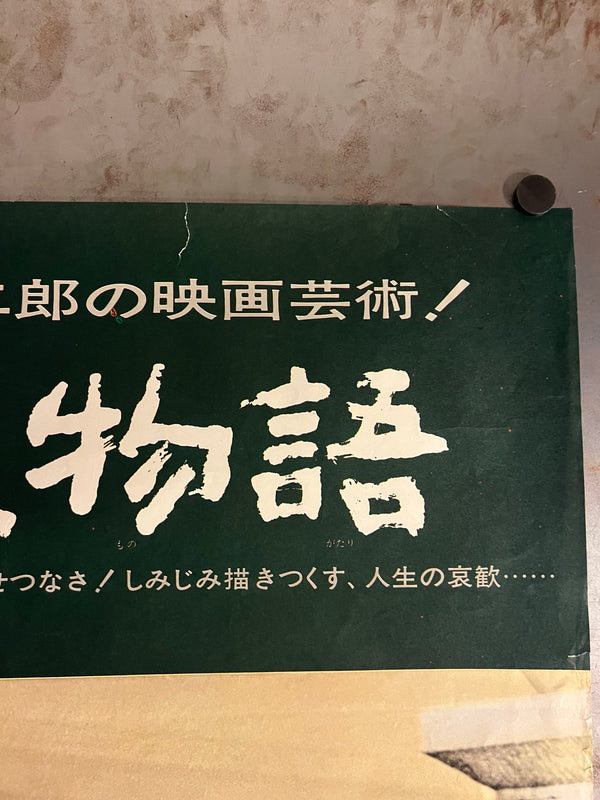 郎の映画芸術!
物語
もの がたり
つなさ!しみじみ描きつくす、人生の哀歓……